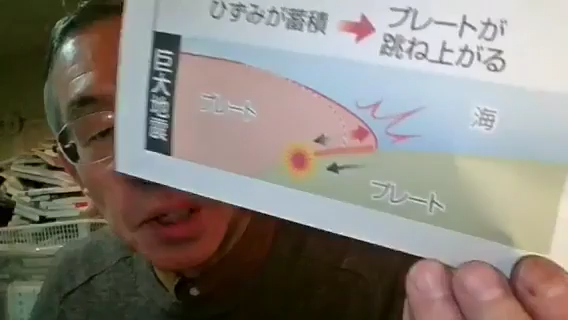 ひずみが蓄積
プレートが
跳ね上がる
巨大地震
プレート
海
プレート